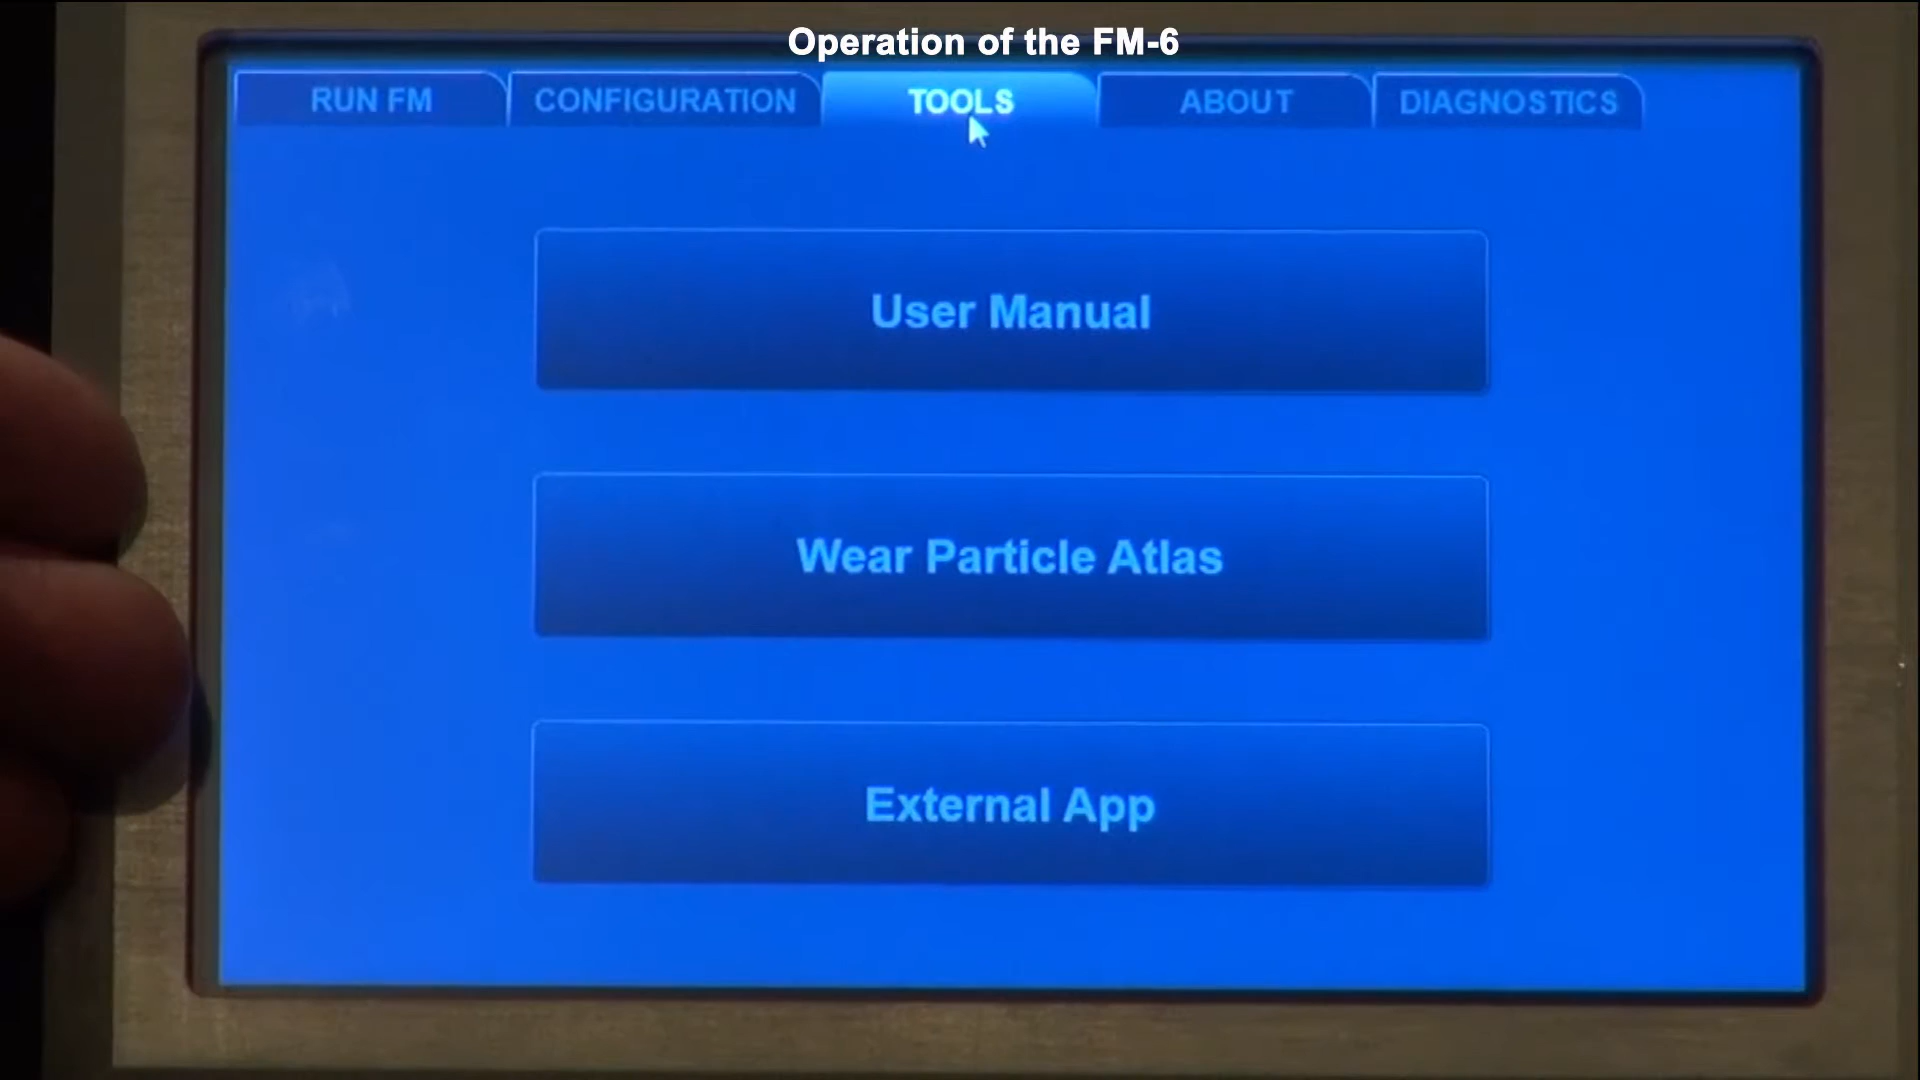 Operation of the FM-6
RUN FM
CONFIGURATION
TOOLS
ABOUT
DIAGNOSTICS
User Manual
Wear Particle Atlas
External App